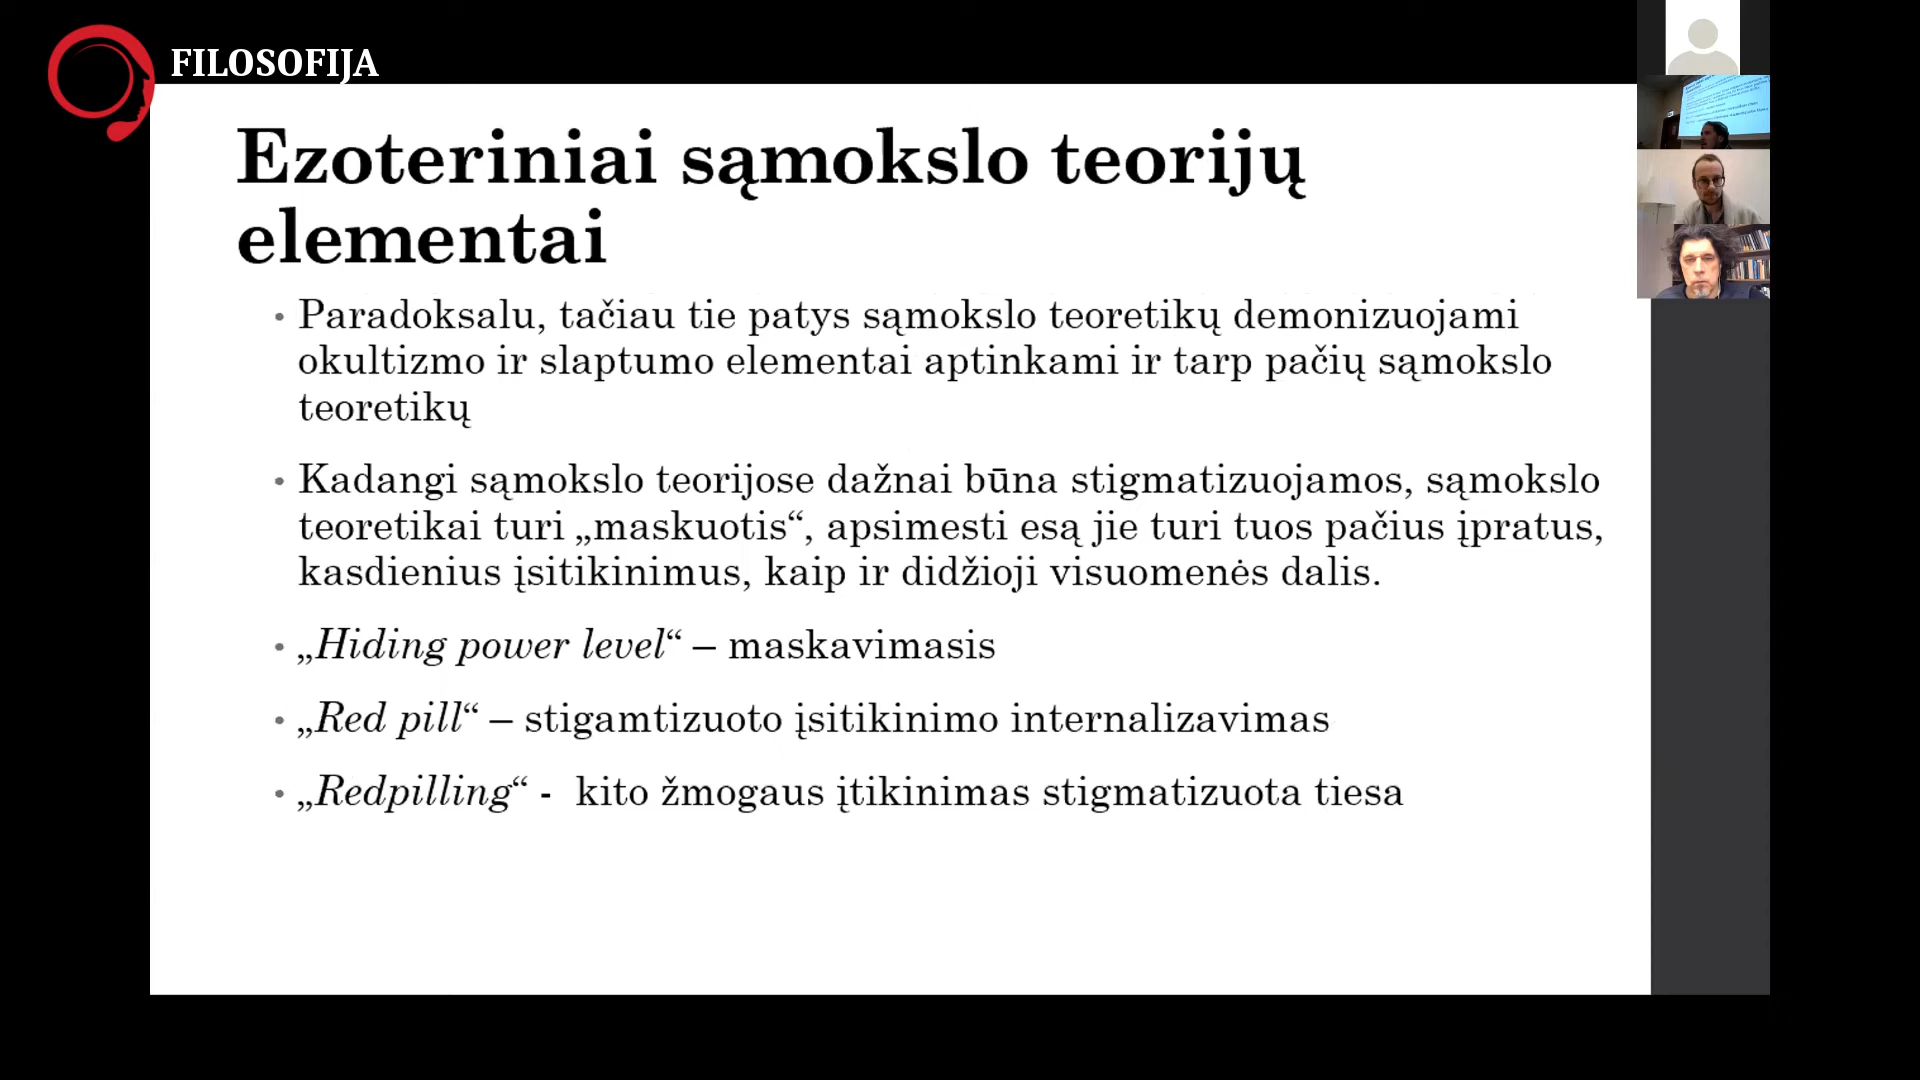 FILOSOFIJA
Ezoteriniai sąmokslo teorijų
elementai
• Paradoksalu, tačiau tie patys sąmokslo teoretikų demonizuojami
okultizmo ir slaptumo elementai aptinkami ir tarp pačių sąmokslo
teoretikų
• Kadangi sąmokslo teorijose dažnai būna stigmatizuojamos, sąmokslo
teoretikai turi „maskuotis“, apsimesti esą jie turi tuos pačius įpratus,
kasdienius įsitikinimus, kaip ir didžioji visuomenės dalis.
• „Hiding power level“ – maskavimasis
• „Red pill“ – stigamtizuoto įsitikinimo internalizavimas
• „Redpilling“ - kito žmogaus įtikinimas stigmatizuota tiesa